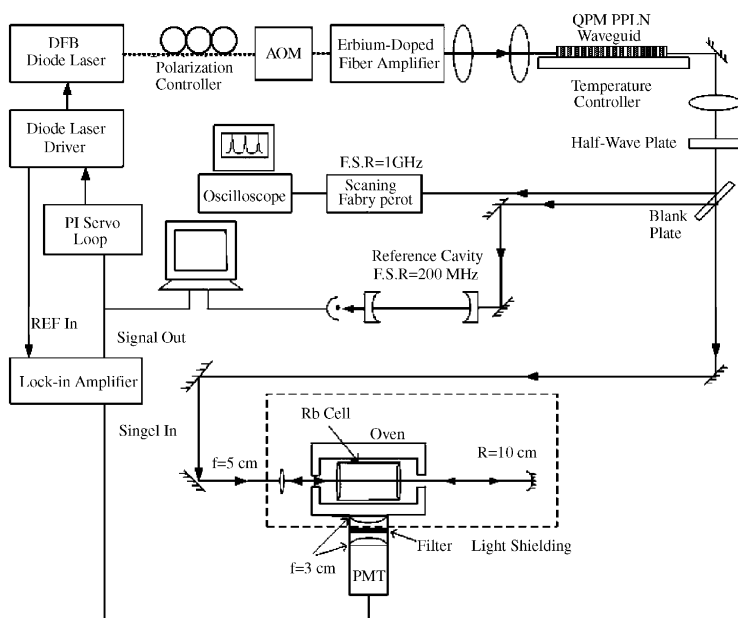 DFB
Diode Laser
Polarization
Controller
AOM
Erbium-Doped
Fiber Amplifier
QPM PPLN
Waveguid
Temperature
Controller
Half-Wave Plate
Diode Laser
Driver
Oscilloscope
F.S.R=1GHz
Scaning
Fabry perot
Blank
Plate
PI Servo
Loop
Reference Cavity
F.S.R=200 MHz
REF In
Signal Out
Lock-in Amplifier
Singel In
Rb Cell
Oven
f=5 cm
R=10 cm
Filter
Light Shielding
f=3 cm
PMT